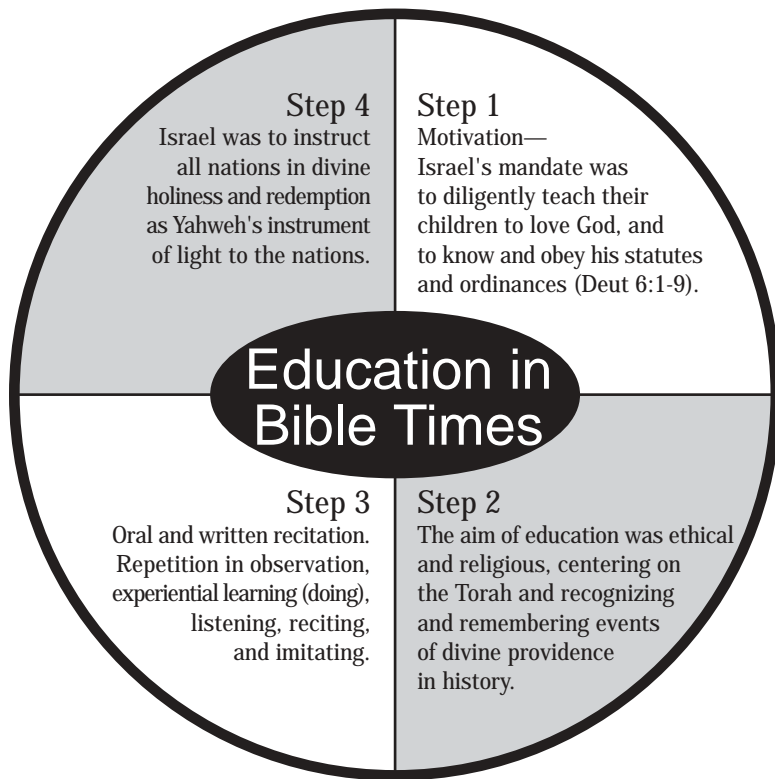 Step 4
Israel was to instruct
all nations in divine
holiness and redemption
as Yahweh's instrument
of light to the nations.
Step 1
Motivation—
Israel's mandate was
to diligently teach their
children to love God, and
to know and obey his statutes
and ordinances (Deut 6:1-9).
Education in
Bible Times
Step 3
Oral and written recitation.
Repetition in observation,
experiential learning (doing),
listening, reciting,
and imitating.
Step 2
The aim of education was ethical
and religious, centering on
the Torah and recognizing
and remembering events
of divine providence
in history.